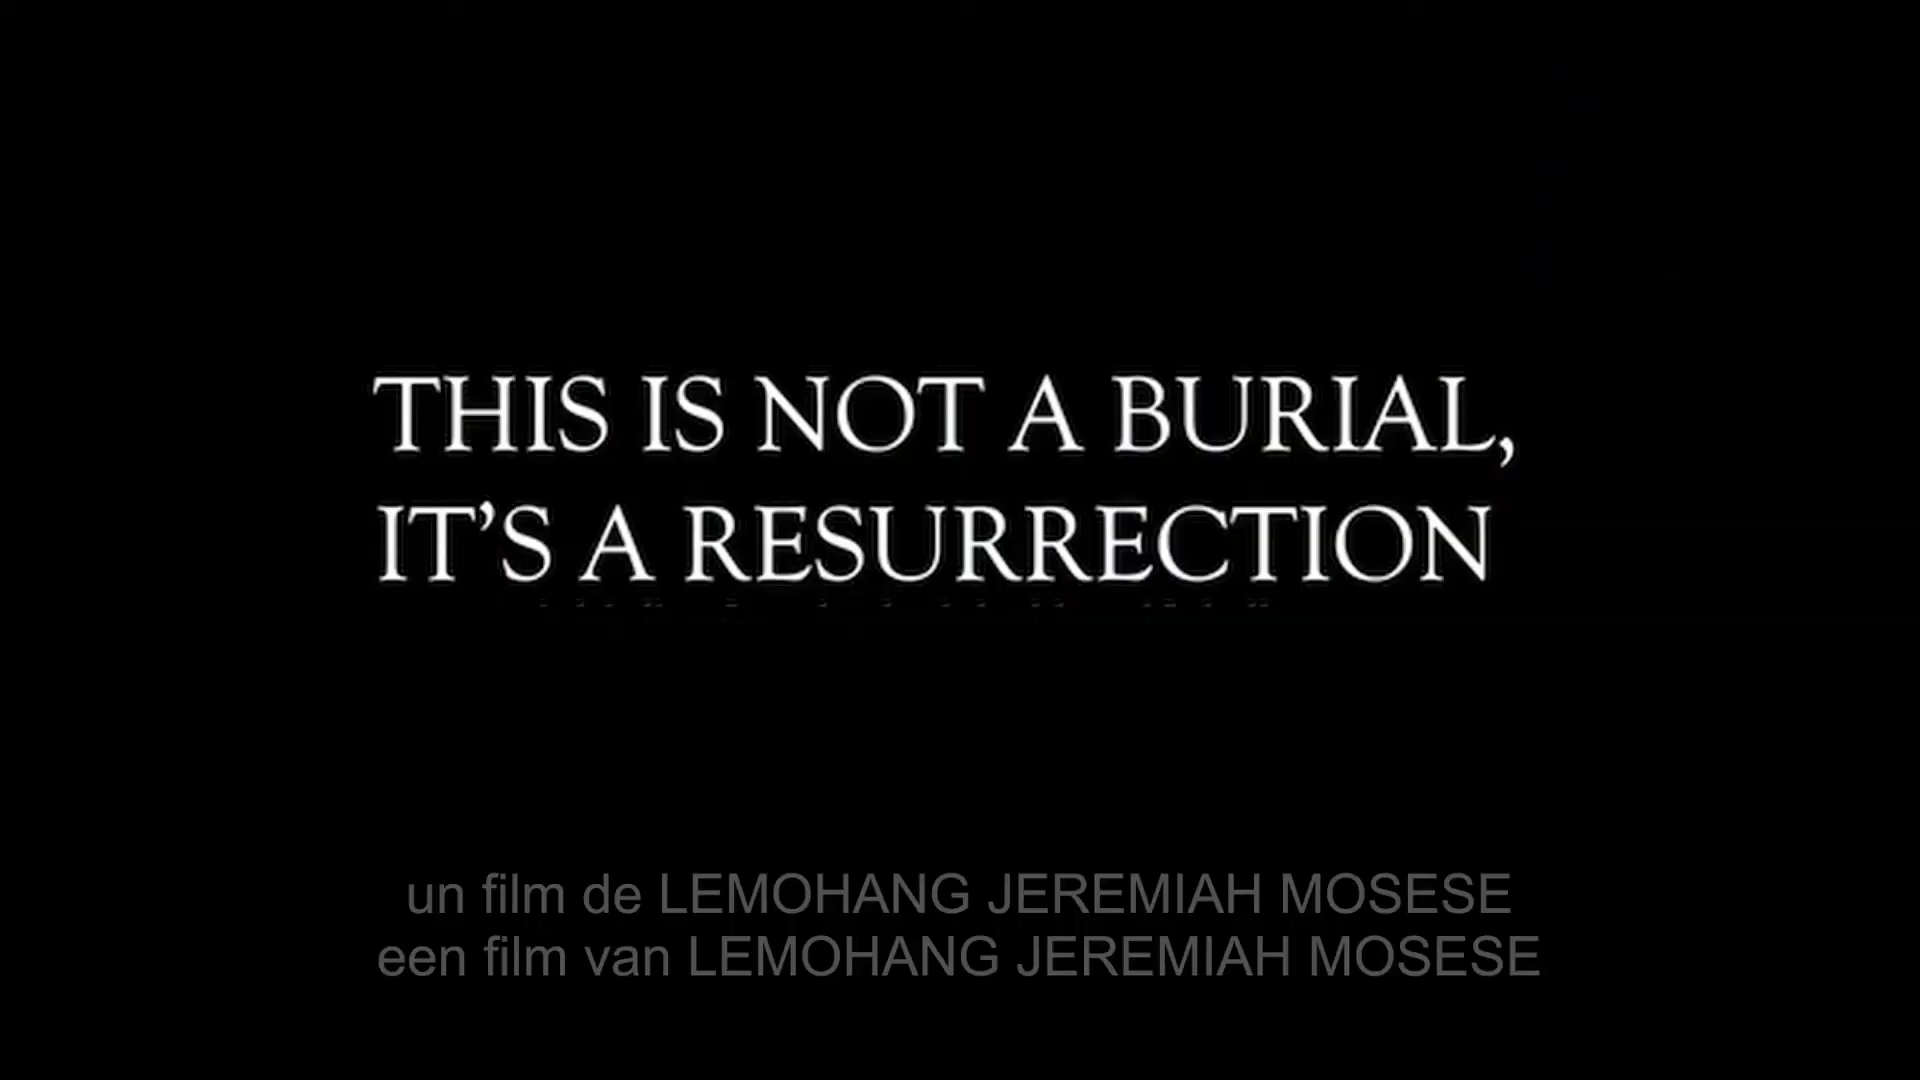 THIS IS NOT A BURIAL,
IT’S A RESURRECTION
un film de LEMOHANG JEREMIAH MOSESE
een film van LEMOHANG JEREMIAH MOSESE